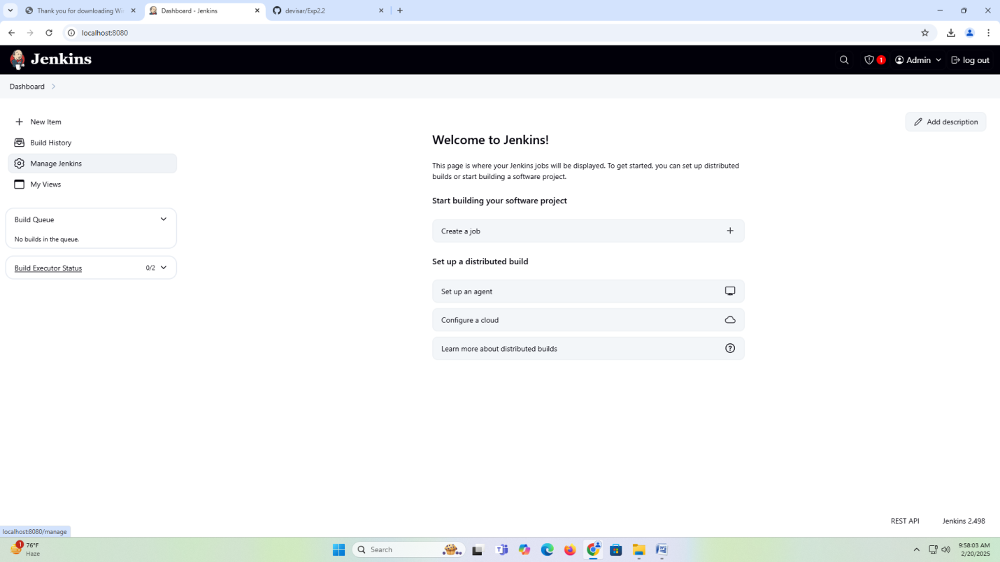 Thank you for downloading Wi
Dashboard - Jenkins
devisar/Exp2.2
localhost:8080
Jenkins
1
Admin
log out
Dashboard
New Item
Build History
Manage Jenkins
My Views
Build Queue
No builds in the queue.
Build Executor Status
0/2
Add description
Welcome to Jenkins!
This page is where your Jenkins jobs will be displayed. To get started, you can set up distributed
builds or start building a software project.
Start building your software project
Create a job
Set up a distributed build
Set up an agent
Configure a cloud
Learn more about distributed builds
REST API
Jenkins 2.498
localhost:8080/manage
1
76°F
Haze
Search
9:58:03 AM
2/20/2025